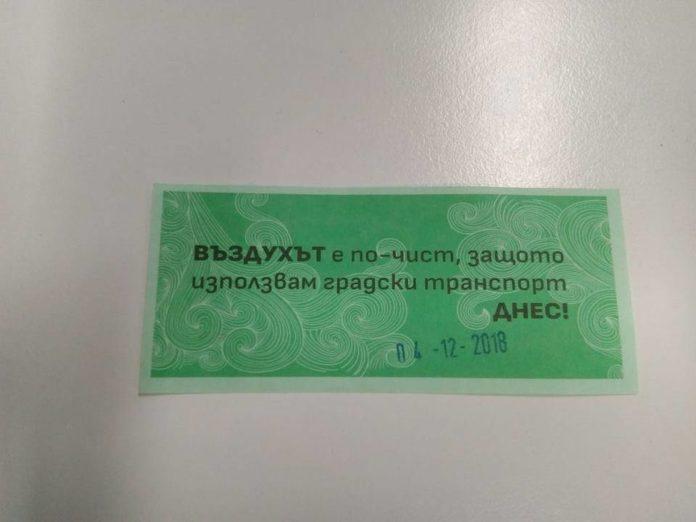 ВЪЗДУХЪТ е по-чист, защото
използвам градски транспорт
ДНЕС!
04-12-2018